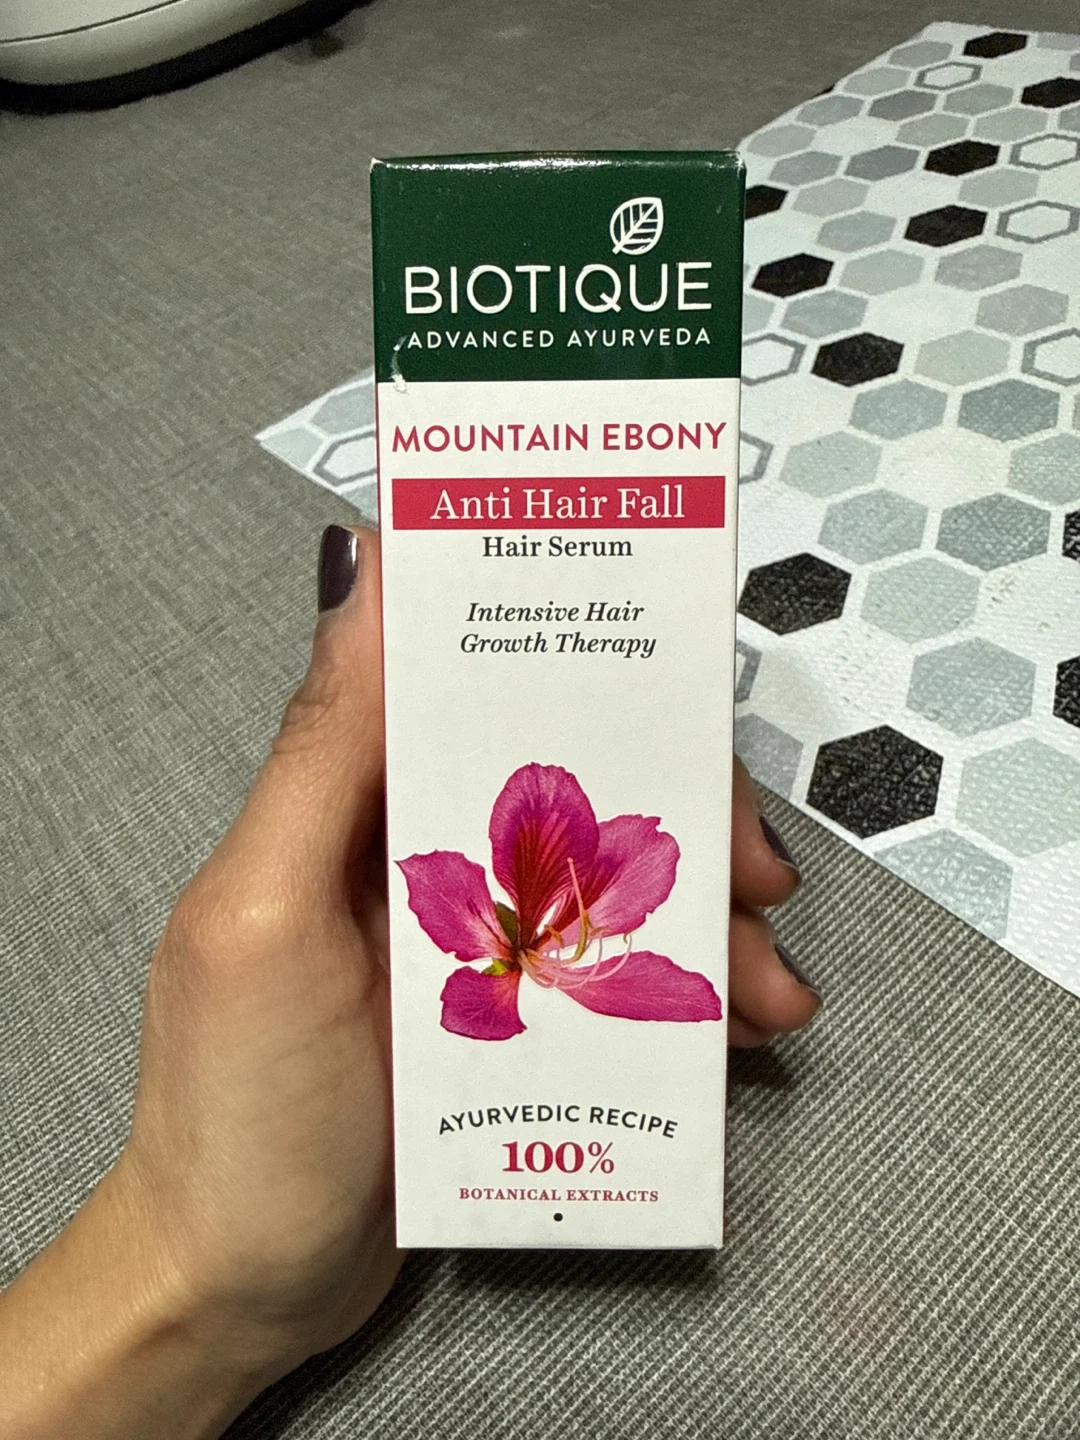 BIOTIQUE
ADVANCED AYURVEDA
MOUNTAIN EBONY
Anti Hair Fall
Hair Serum
Intensive Hair
Growth Therapy
AYURVEDIC RECIPE
100%
BOTANICAL EXTRACTS